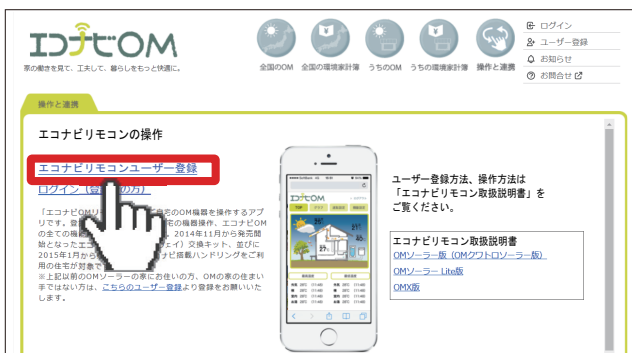 エコナビOM
家の働きを見て、工夫して、暮らしをもっと快適に。
全国のOM
全国の環境家計簿
うちのOM
うちの環境家計簿
操作と連携
ログイン
ユーザー登録
お知らせ
お問合せ
操作と連携
エコナビリモコンの操作
エコナビリモコンユーザー登録
ログイン（登 の方）
「エコナビOMリ 宅のOM機器を操作するアプ
リです。登 宅の機器操作、エコナビOM
の全ての機 2014年11月から発売開
始となったエコ ェイ）交換キット、並びに
2015年1月から ナビ搭載ハンドリングをご利
用の住宅が対象で
※上記以前のOMソーラーの家にお住いの方、OMの家の住まい
手ではない方は、こちらのユーザー登録より登録をお願いいた
します。
エコナビOM
TOP
ユーザー登録方法、操作方法は
「エコナビリモコン取扱説明書」を
ご覧ください。
エコナビリモコン取扱説明書
OMソーラー版（OMクワトロソーラー版）
OMソーラー Lite版
OMX版